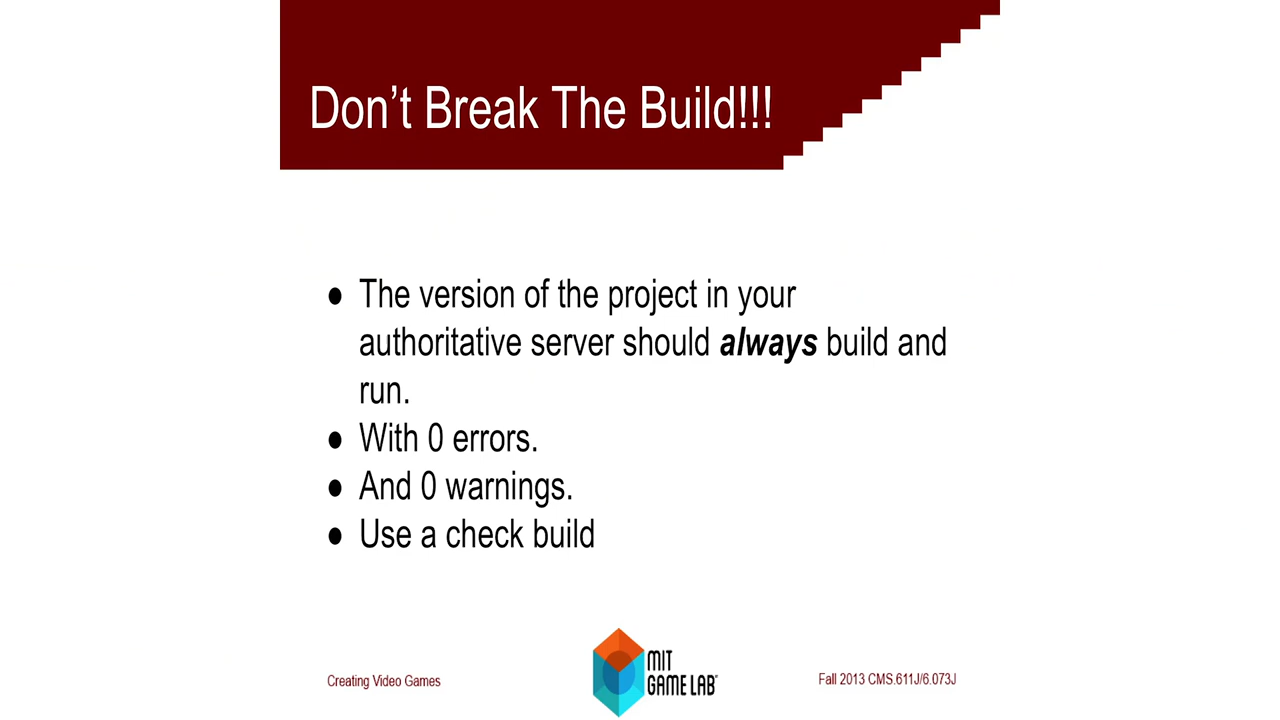 Don't Break The Build!!!
● The version of the project in your
authoritative server should always build and
run.
● With 0 errors.
● And 0 warnings.
● Use a check build
Creating Video Games
MIT
GAME LAB
Fall 2013 CMS.611J/6.073J